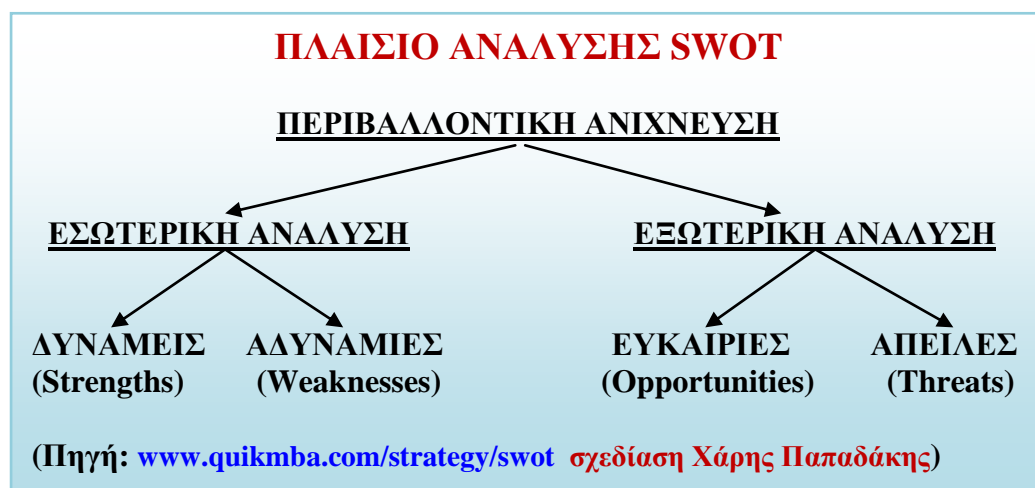 ΠΛΑΙΣΙΟ ΑΝΑΛΥΣΗΣ SWOT
ΠΕΡΙΒΑΛΛΟΝΤΙΚΗ ΑΝΙΧΝΕΥΣΗ
ΕΣΩΤΕΡΙΚΗ ΑΝΑΛΥΣΗ ΕΞΩΤΕΡΙΚΗ ΑΝΑΛΥΣΗ
ΔΥΝΑΜΕΙΣ ΑΔΥΝΑΜΙΕΣ ΕΥΚΑΙΡΙΕΣ ΑΠΕΙΛΕΣ
(Strengths) (Weaknesses) (Opportunities) (Threats)
(Πηγή: www.quikmba.com/strategy/swot σχεδίαση Χάρης Παπαδάκης)